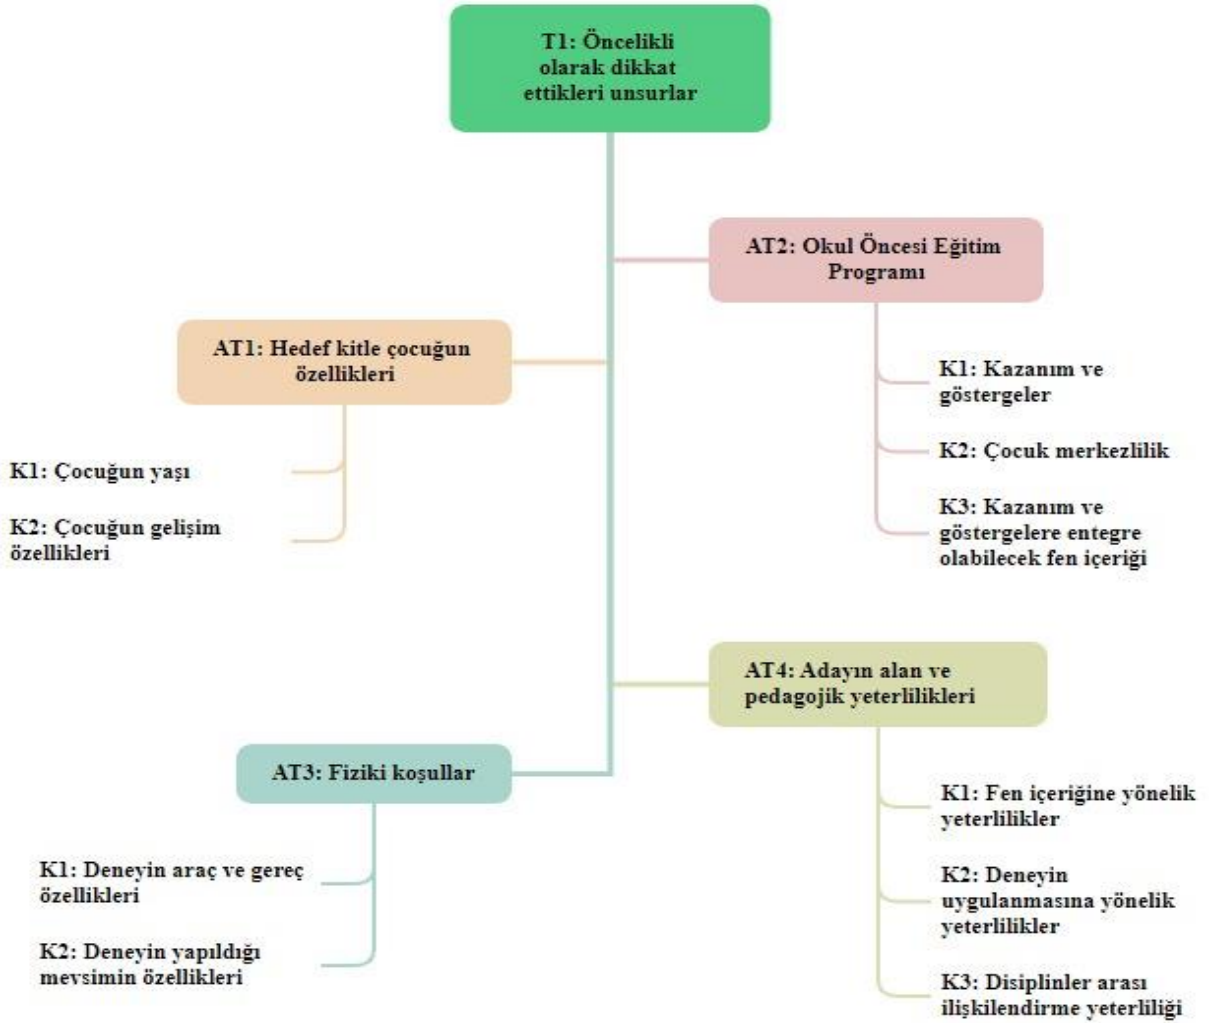 T1: Öncelikli
olarak dikkat
ettikleri unsurlar
AT2: Okul Öncesi Eğitim
Programı
K1: Kazanım ve
göstergeler
K2: Çocuk merkezlilik
K3: Kazanım ve
göstergelere entegre
olabilecek fen içeriği
AT1: Hedef kitle çocuğun
özellikleri
K1: Çocuğun yaşı
K2: Çocuğun gelişim
özellikleri
AT4: Adayın alan ve
pedagojik yeterlilikleri
K1: Fen içeriğine yönelik
yeterlilikler
K2: Deneyin
uygulanmasına yönelik
yeterlilikler
K3: Disiplinler arası
ilişkilendirme yeterliliği
AT3: Fiziki koşullar
K1: Deneyin araç ve gereç
özellikleri
K2: Deneyin yapıldığı
mevsimin özellikleri